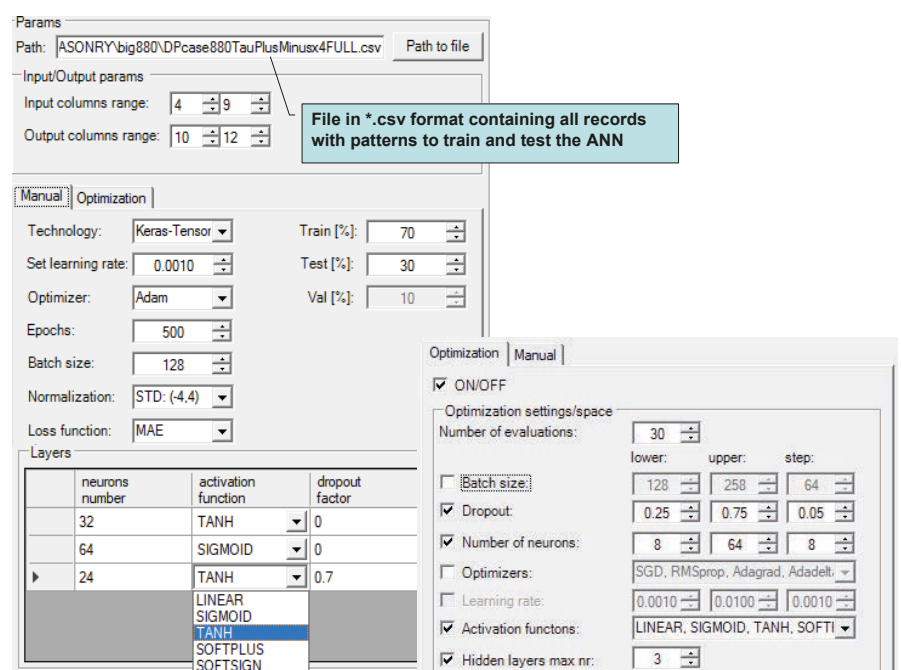 Params
Path: ASONRY\big880\DPcase880TauPlusMinusx4FULL.csv Path to file
Input/Output params
Input columns range: 4 9
Output columns range: 10 12
File in *.csv format containing all records
with patterns to train and test the ANN
Manual Optimization
Technology: Keras-Tensor Train [%]: 70
Set learning rate: 0.0010 Test [%]: 30
Optimizer: Adam Val [%]: 10
Epochs: 500
Batch size: 128
Normalization: STD: (-4,4)
Loss function: MAE
Layers
neurons number activation function dropout factor
32 TANH 0
64 SIGMOID 0
24 TANH 0.7
LINEAR
SIGMOID
TANH
SOFTPLUS
SOFTSIGN
Optimization Manual
ON/OFF
Optimization settings/space
Number of evaluations: 30
lower: upper: step:
Batch size: 128 258 64
Dropout: 0.25 0.75 0.05
Number of neurons: 8 64 8
Optimizers: SGD, RMSprop, Adagrad, Adadelt
Learning rate: 0.0010 0.0100 0.0010
Activation functons: LINEAR, SIGMOID, TANH, SOFT
Hidden layers max nr: 3